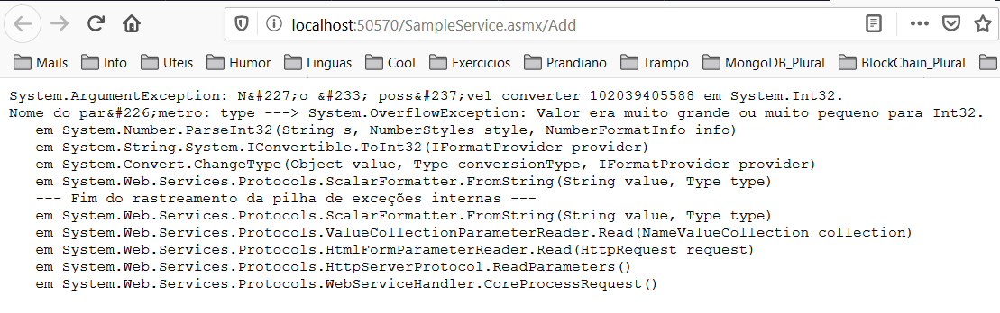 localhost:50570/SampleService.asmx/Add
Mails Info Uteis Humor Linguas Cool Exercicios Prandiano Trampo MongoDB_Plural BlockChain_Plural
System.ArgumentException: N&#227;o &#233; poss&#237;vel converter 102039405588 em System.Int32.
Nome do par&#226;metro: type ---> System.OverflowException: Valor era muito grande ou muito pequeno para Int32.
   em System.Number.ParseInt32(String s, NumberStyles style, NumberFormatInfo info)
   em System.String.System.IConvertible.ToInt32(IFormatProvider provider)
   em System.Convert.ChangeType(Object value, Type conversionType, IFormatProvider provider)
   em System.Web.Services.Protocols.ScalarFormatter.FromString(String value, Type type)
   --- Fim do rastreamento da pilha de exceções internas ---
   em System.Web.Services.Protocols.ScalarFormatter.FromString(String value, Type type)
   em System.Web.Services.Protocols.ValueCollectionParameterReader.Read(NameValueCollection collection)
   em System.Web.Services.Protocols.HtmlFormParameterReader.Read(HttpRequest request)
   em System.Web.Services.Protocols.HttpServerProtocol.ReadParameters()
   em System.Web.Services.Protocols.WebServiceHandler.CoreProcessRequest()